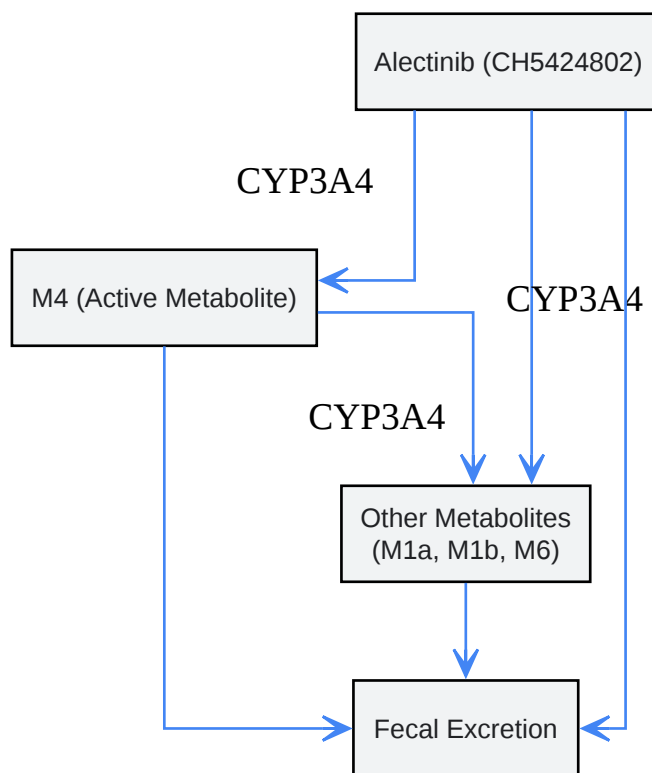 Alectinib (CH5424802)
CYP3A4
M4 (Active Metabolite)
CYP3A4
CYP3A4
Other Metabolites
(M1a, M1b, M6)
Fecal Excretion